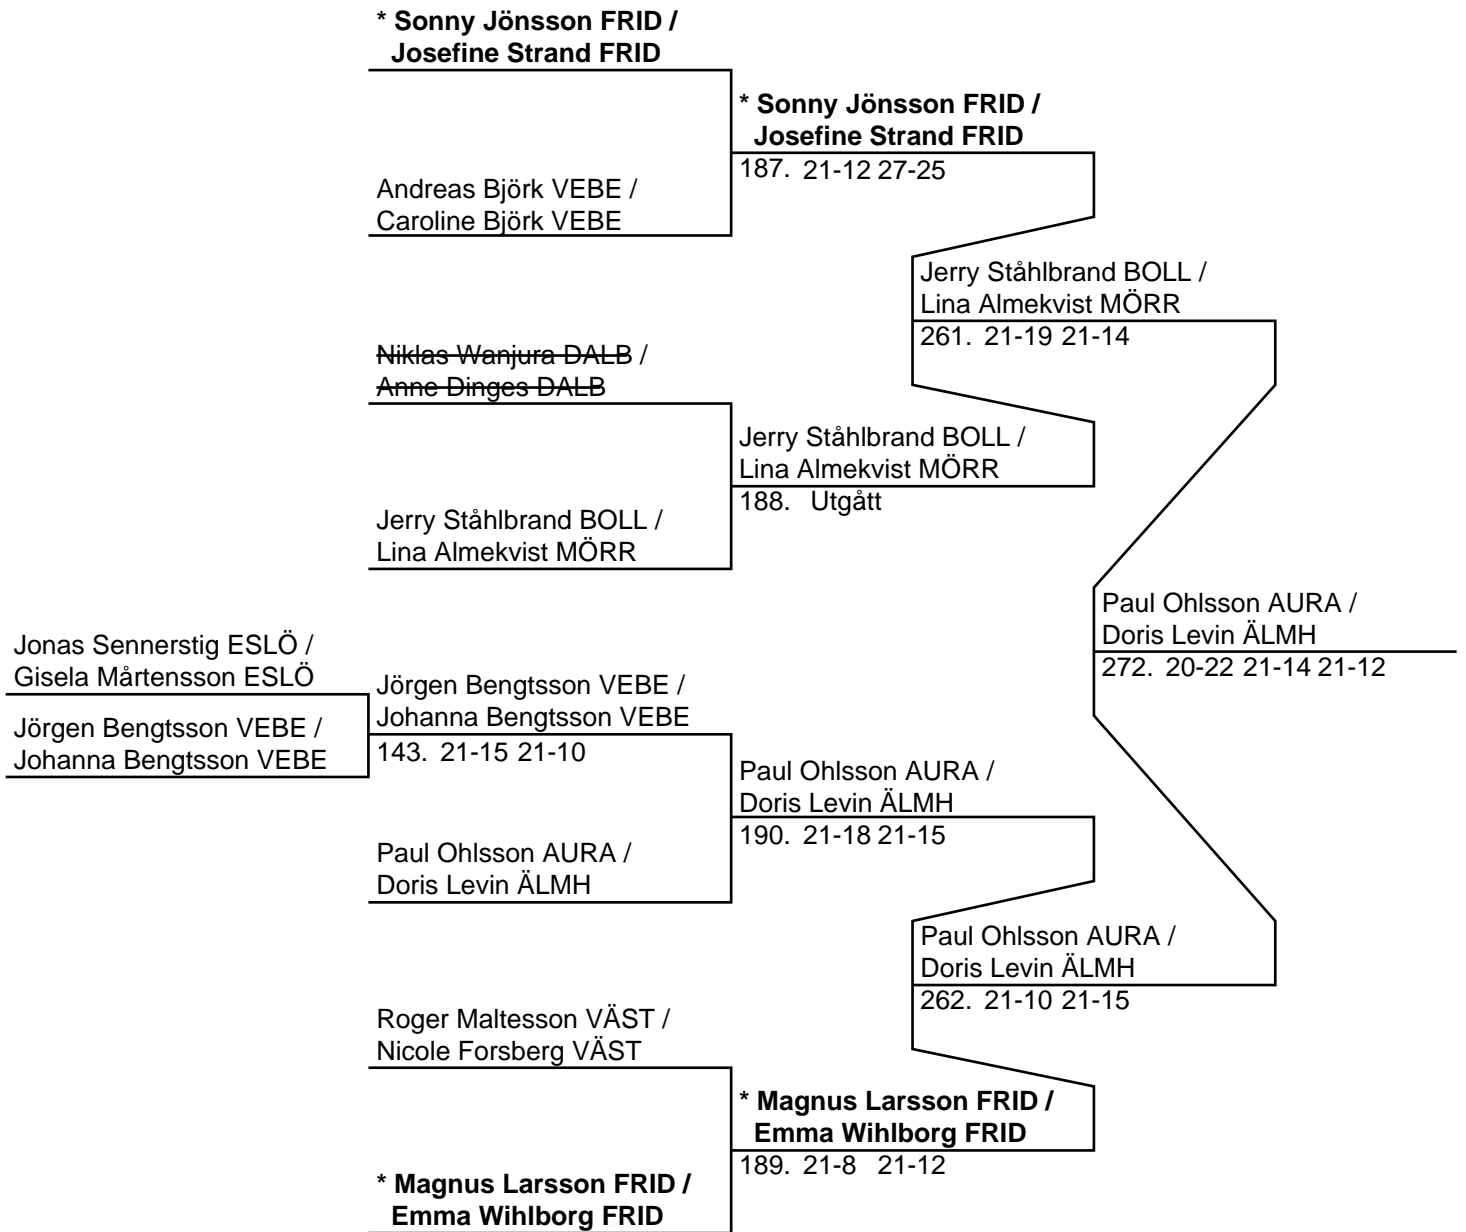 * Sonny Jönsson FRID /
Josefine Strand FRID
* Sonny Jönsson FRID /
Josefine Strand FRID
187. 21-12 27-25
Andreas Björk VEBE /
Caroline Björk VEBE
Jerry Ståhlbrand BOLL /
Lina Almekvist MÖRR
261. 21-19 21-14
Niklas Wanjura DALB /
Anne Dinges DALB
Jerry Ståhlbrand BOLL /
Lina Almekvist MÖRR
188. Utgått
Jerry Ståhlbrand BOLL /
Lina Almekvist MÖRR
Paul Ohlsson AURA /
Doris Levin ÄLMH
272. 20-22 21-14 21-12
Jonas Sennerstig ESLÖ /
Gisela Mårtensson ESLÖ
Jörgen Bengtsson VEBE /
Johanna Bengtsson VEBE
143. 21-15 21-10
Jörgen Bengtsson VEBE /
Johanna Bengtsson VEBE
Paul Ohlsson AURA /
Doris Levin ÄLMH
190. 21-18 21-15
Paul Ohlsson AURA /
Doris Levin ÄLMH
Paul Ohlsson AURA /
Doris Levin ÄLMH
262. 21-10 21-15
Roger Maltesson VÄST /
Nicole Forsberg VÄST
* Magnus Larsson FRID /
Emma Wihlborg FRID
189. 21-8 21-12
* Magnus Larsson FRID /
Emma Wihlborg FRID